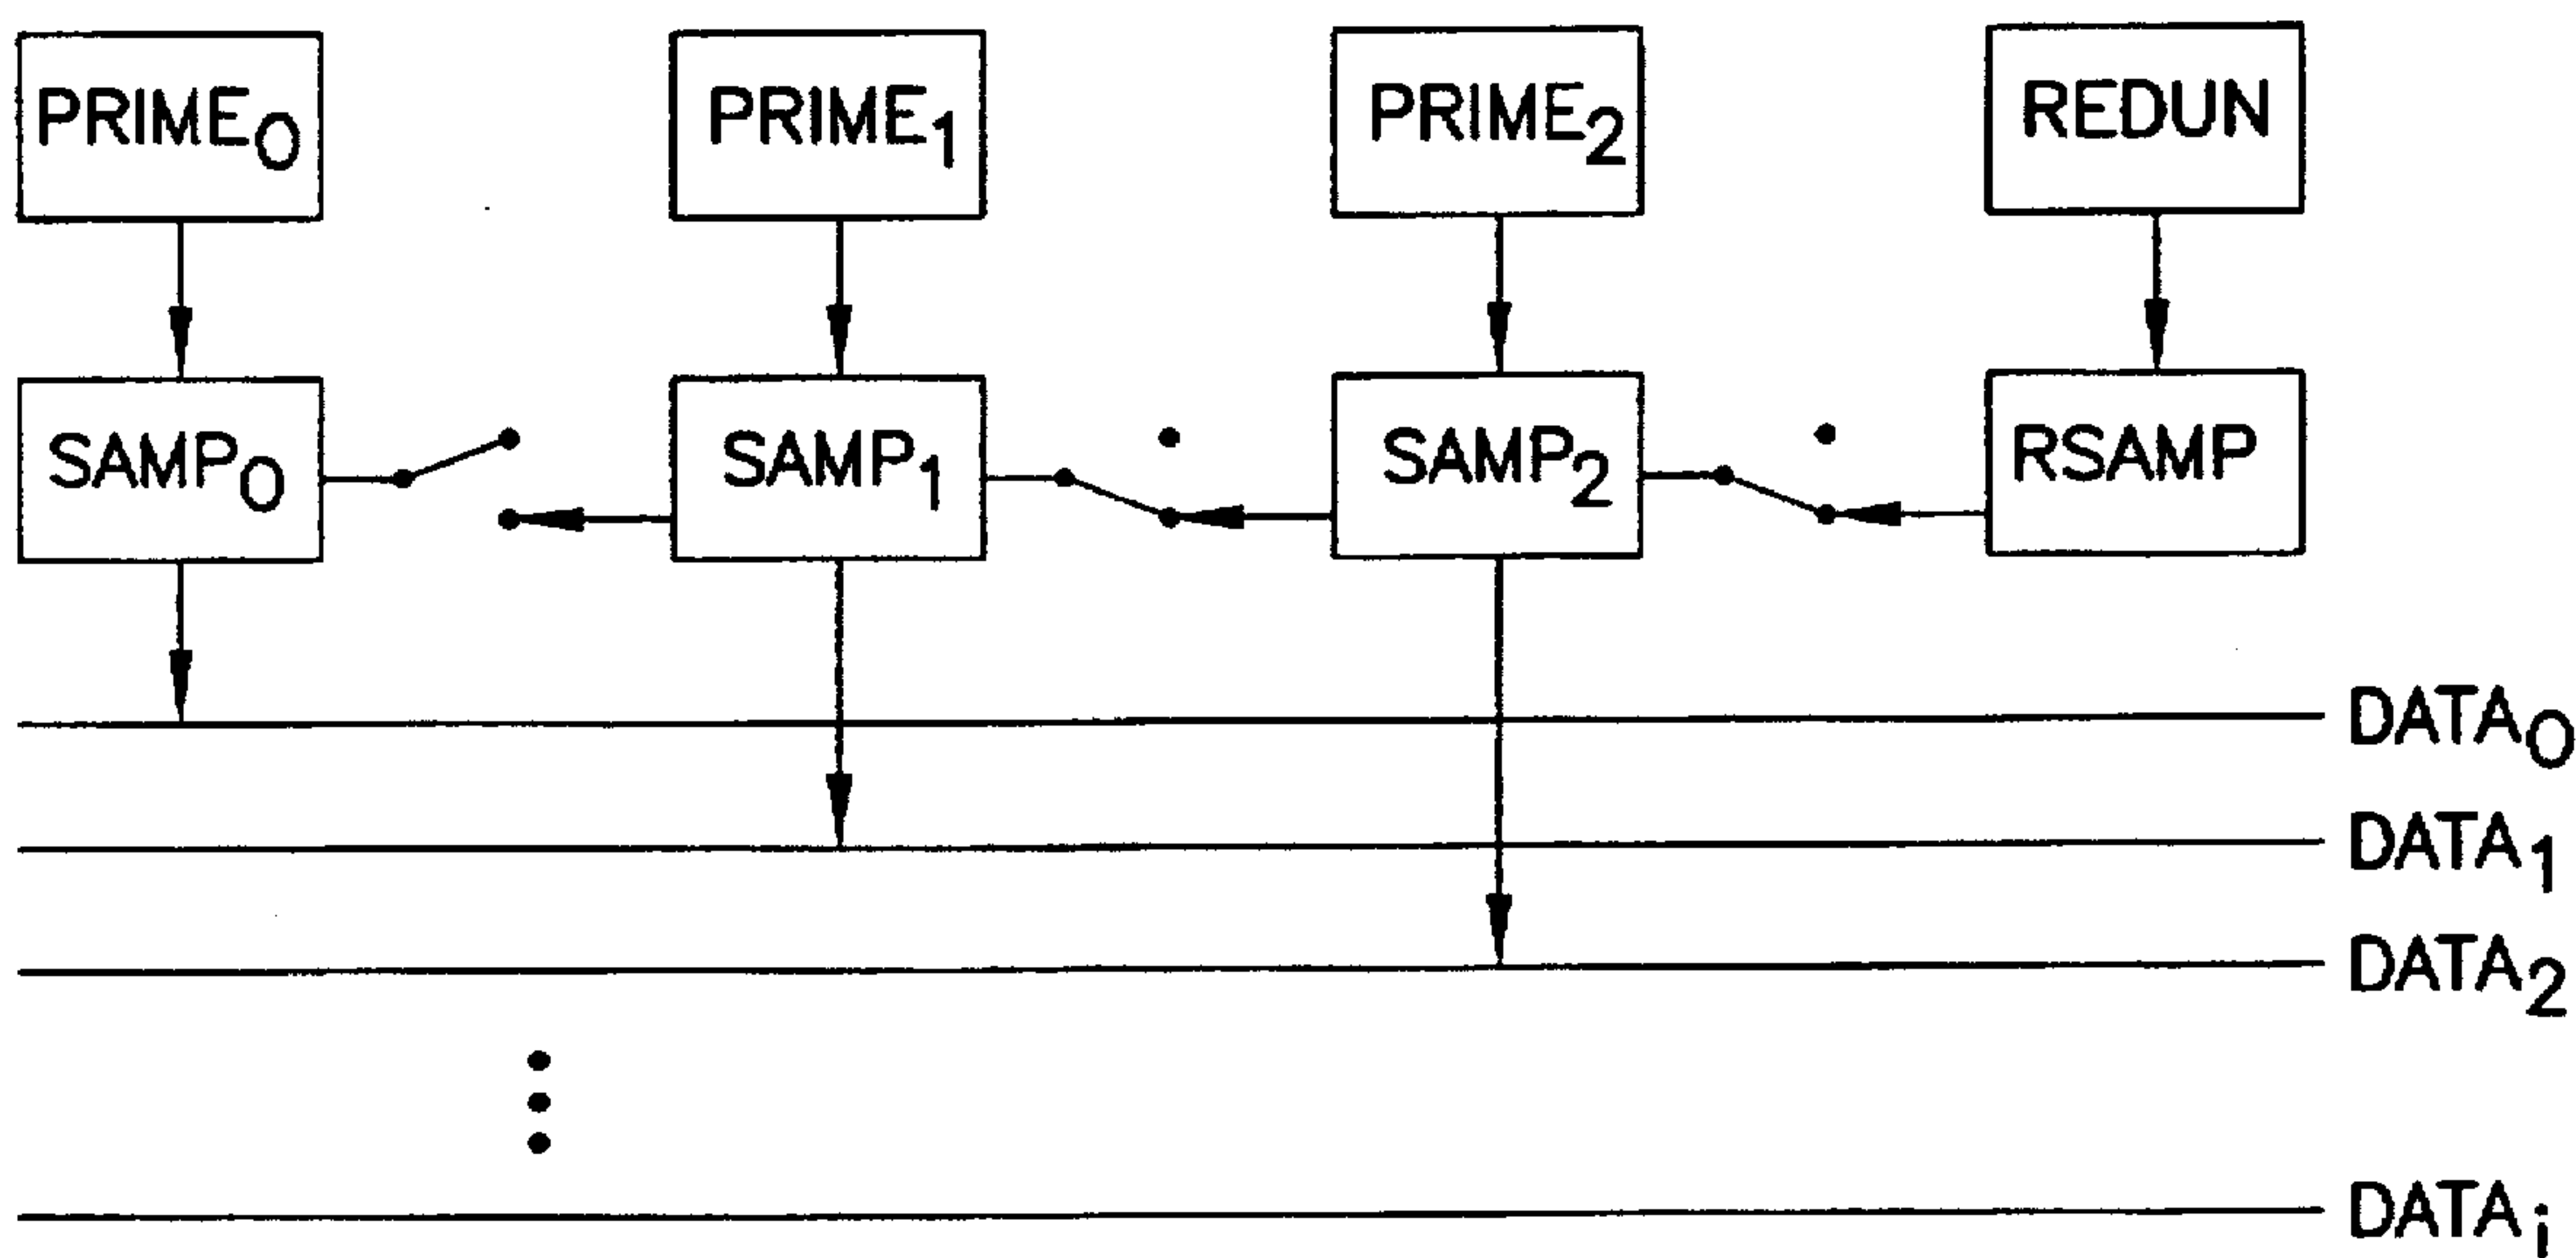 PRIME₀ PRIME₁ PRIME₂ REDUN
SAMP₀ SAMP₁ SAMP₂ RSAMP
DATA₀
DATA₁
DATA₂
DATAᵢ